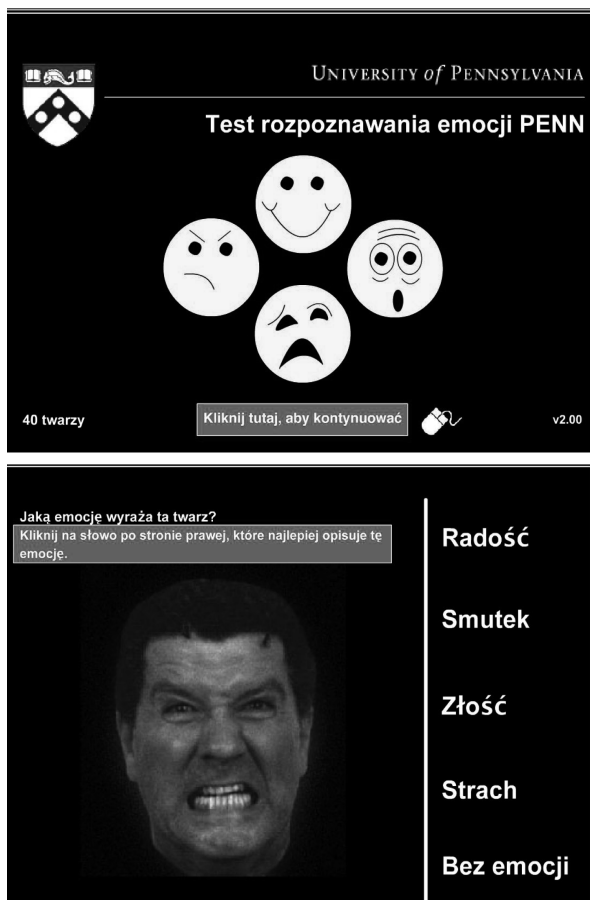 UNIVERSITY of PENNSYLVANIA
Test rozpoznawania emocji PENN
40 twarzy
Kliknij tutaj, aby kontynuować
v2.00
Jaką emocję wyraża ta twarz?
Kliknij na słowo po stronie prawej, które najlepiej opisuje tę
emocję.
Radość
Smutek
Złość
Strach
Bez emocji